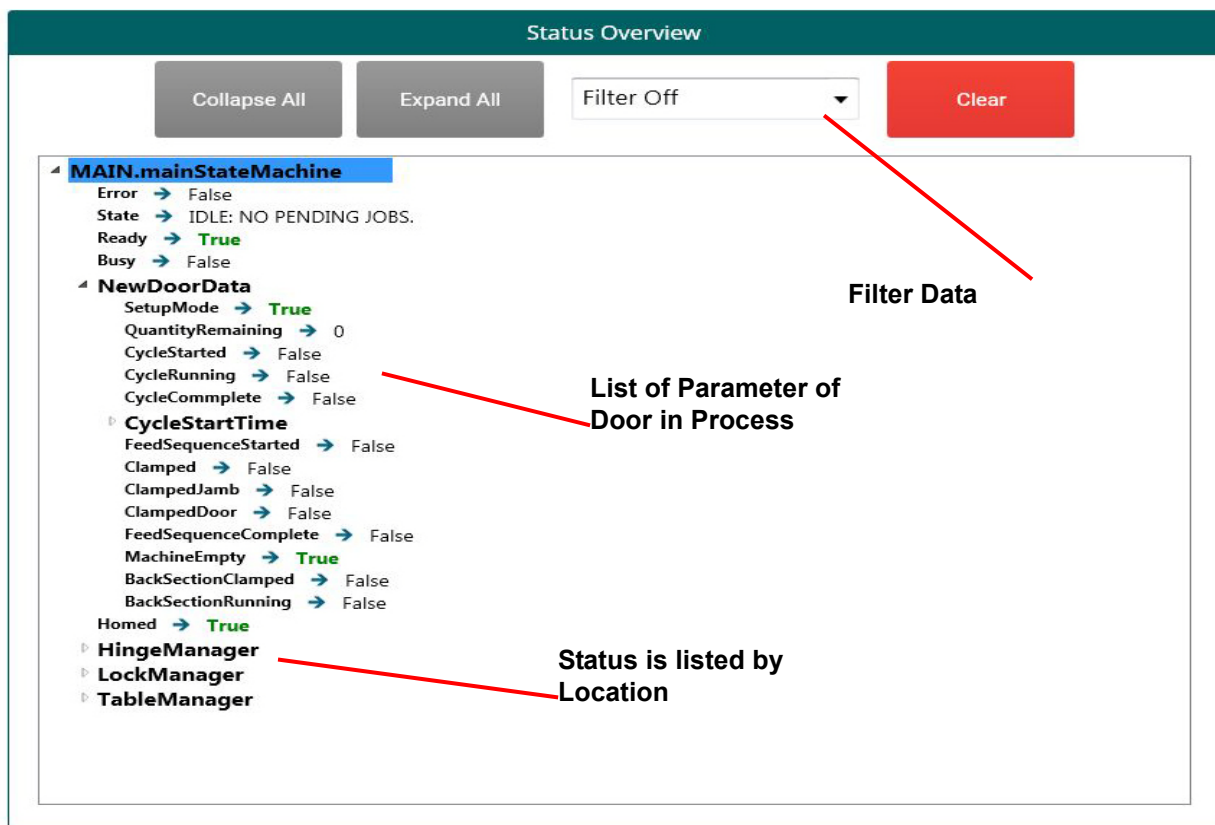 Status Overview
Collapse All
Expand All
Filter Off
Clear
MAIN.mainStateMachine
Error → False
State → IDLE: NO PENDING JOBS.
Ready → True
Busy → False
NewDoorData
Filter Data
SetupMode → True
QuantityRemaining → 0
CycleStarted → False
CycleRunning → False
CycleCommplete → False
List of Parameter of
Door in Process
CycleStartTime
FeedSequenceStarted → False
Clamped → False
ClampedJamb → False
ClampedDoor → False
FeedSequenceComplete → False
MachineEmpty → True
BackSectionClamped → False
BackSectionRunning → False
Homed → True
HingeManager
LockManager
TableManager
Status is listed by
Location